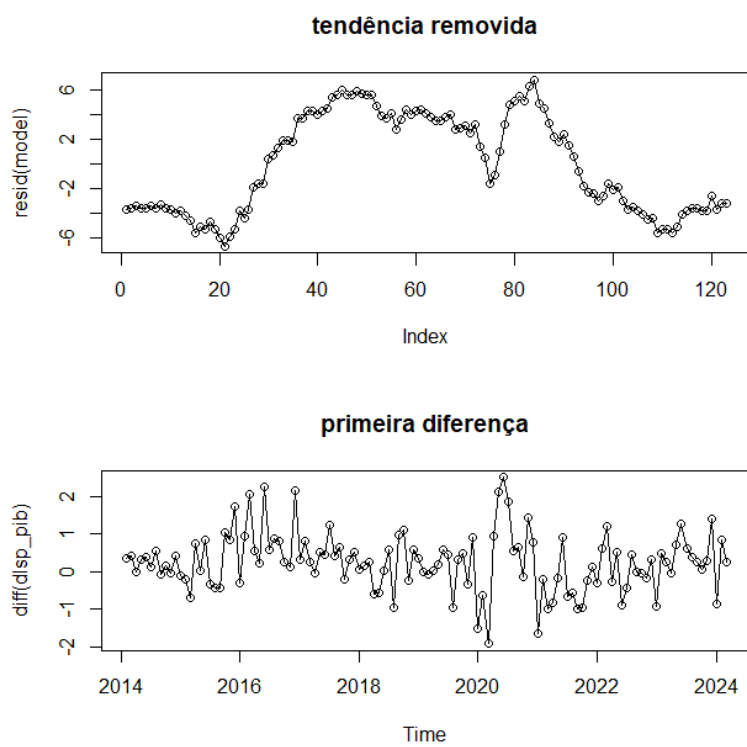 tendência removida
resid(model)
6
2
-2
-6
0 20 40 60 80 100 120
Index
primeira diferença
diff(dlsp_pib)
2
1
0
-1
-2
2014 2016 2018 2020 2022 2024
Time